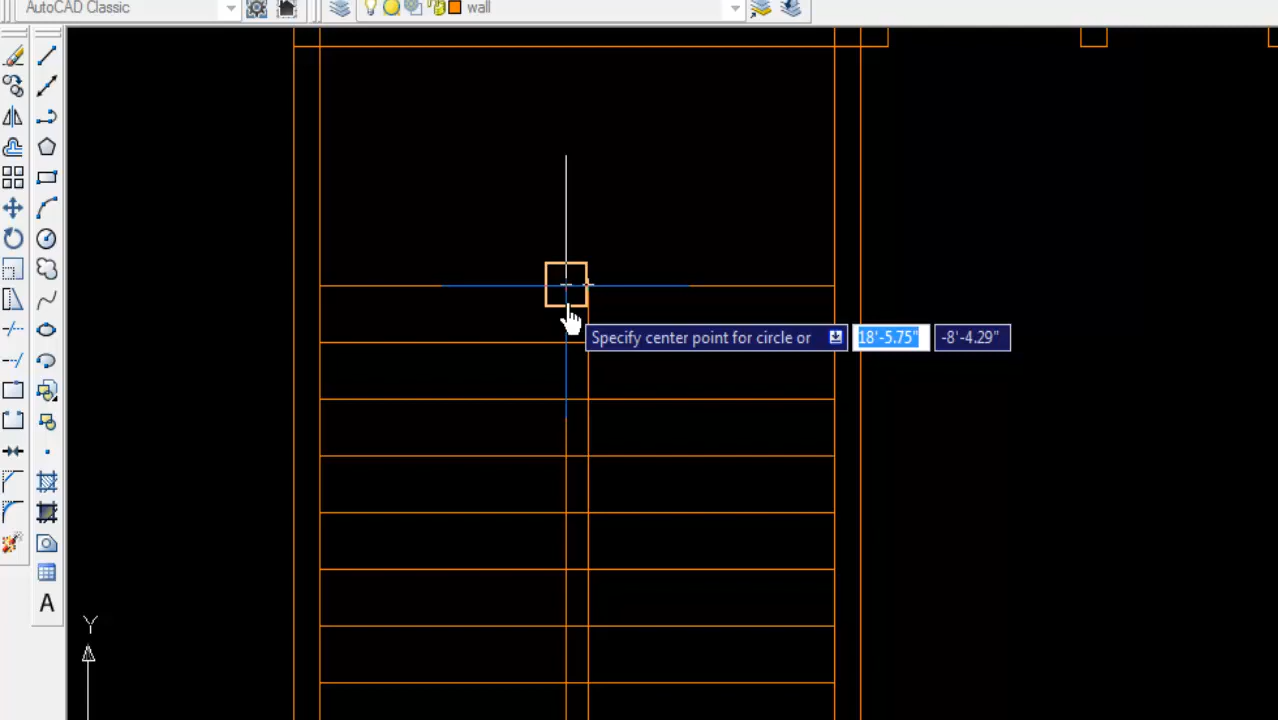 AutoCAD Classic
wall
Specify center point for circle or 18'-5.75" -8'-4.29"
A
Y